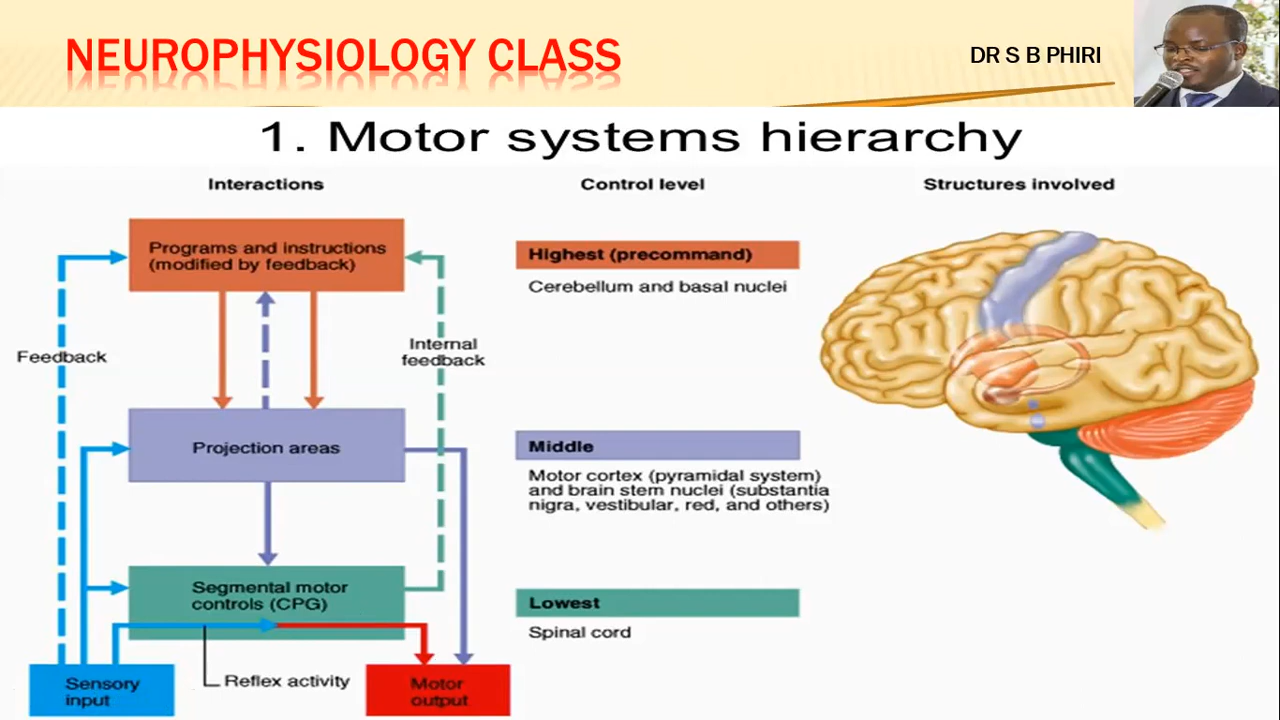 NEUROPHYSIOLOGY CLASS
DR S B PHIRI
1. Motor systems hierarchy
Interactions
Control level
Structures involved
Programs and instructions
(modified by feedback)
Highest (precommand)
Cerebellum and basal nuclei
Feedback
Internal
feedback
Projection areas
Middle
Motor cortex (pyramidal system)
and brain stem nuclei (substantia
nigra, vestibular, red, and others)
Segmental motor
controls (CPG)
Lowest
Spinal cord
Reflex activity
Sensory
input
Motor
output